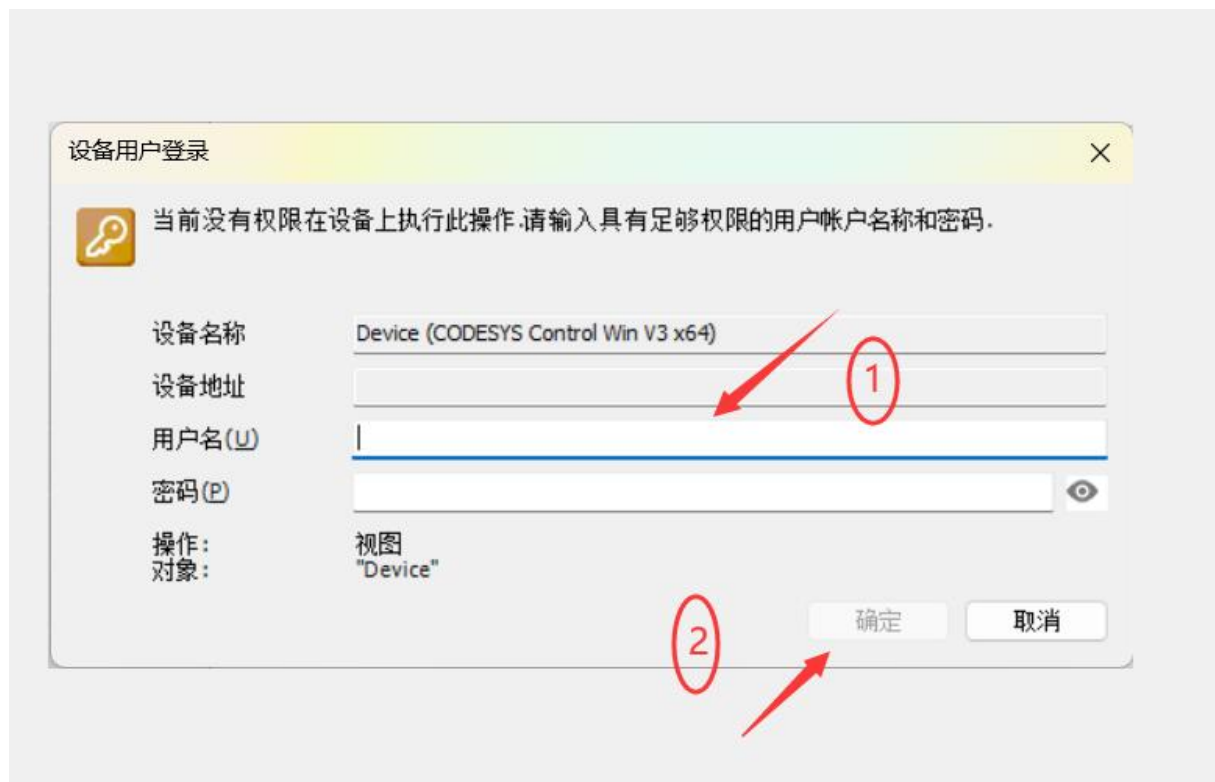 设备用户登录
当前没有权限在设备上执行此操作.请输入具有足够权限的用户帐户名称和密码.
设备名称 Device (CODESYS Control Win V3 x64)
设备地址
1
用户名(U)
密码(P)
操作: 视图
对象: "Device"
2
确定 取消